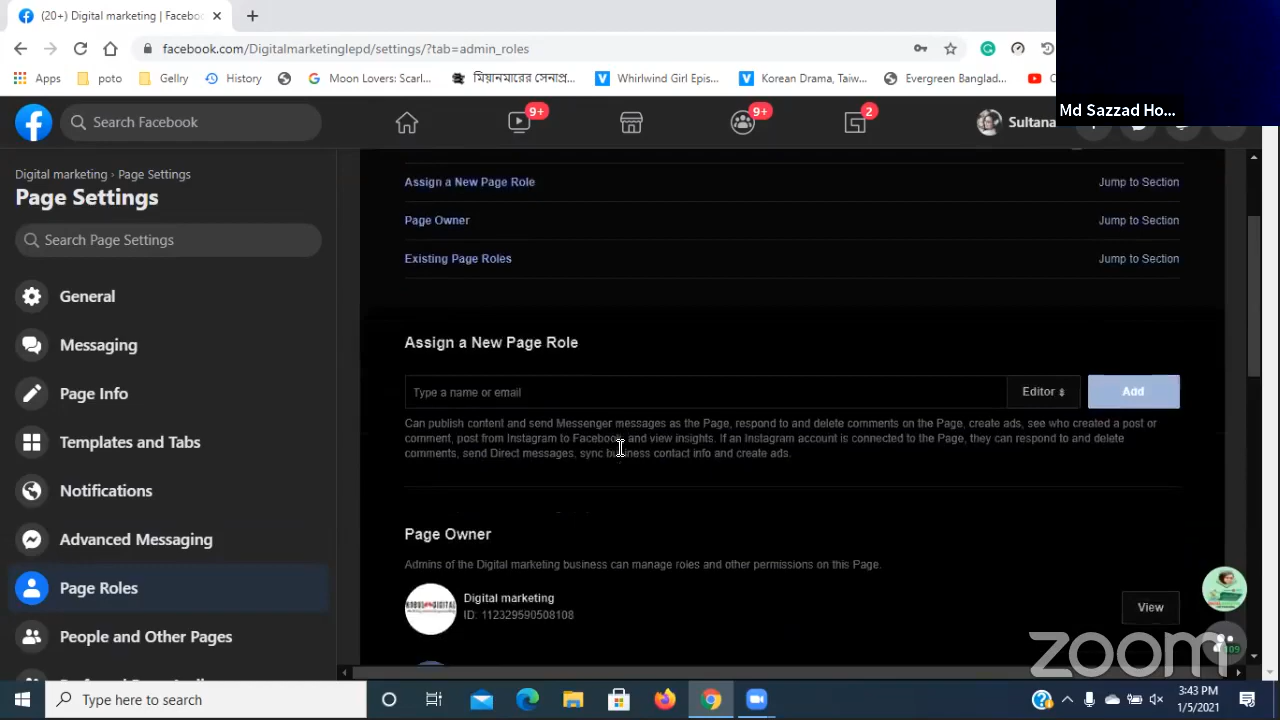 (20+) Digital marketing | Facebo
facebook.com/Digitalmarketinglepd/settings/?tab=admin_roles
Apps
poto
Gellry
History
Moon Lovers: Scarl...
মিয়ানমারের সেনাপ্র...
Whirlwind Girl Epis...
Korean Drama, Taiw...
Evergreen Banglad...
Md Sazzad Ho...
Search Facebook
9+
9+
2
Sultana
Digital marketing › Page Settings
Page Settings
Search Page Settings
General
Messaging
Page Info
Templates and Tabs
Notifications
Advanced Messaging
Page Roles
People and Other Pages
Assign a New Page Role
Jump to Section
Page Owner
Jump to Section
Existing Page Roles
Jump to Section
Assign a New Page Role
Type a name or email
Editor
Add
Can publish content and send Messenger messages as the Page, respond to and delete comments on the Page, create ads, see who created a post or
comment, post from Instagram to Facebook, and view insights. If an Instagram account is connected to the Page, they can respond to and delete
comments, send Direct messages, sync business contact info and create ads.
Page Owner
Admins of the Digital marketing business can manage roles and other permissions on this Page.
Digital marketing
ID: 112329590508108
View
109
zoom
Type here to search
3:43 PM
1/5/2021